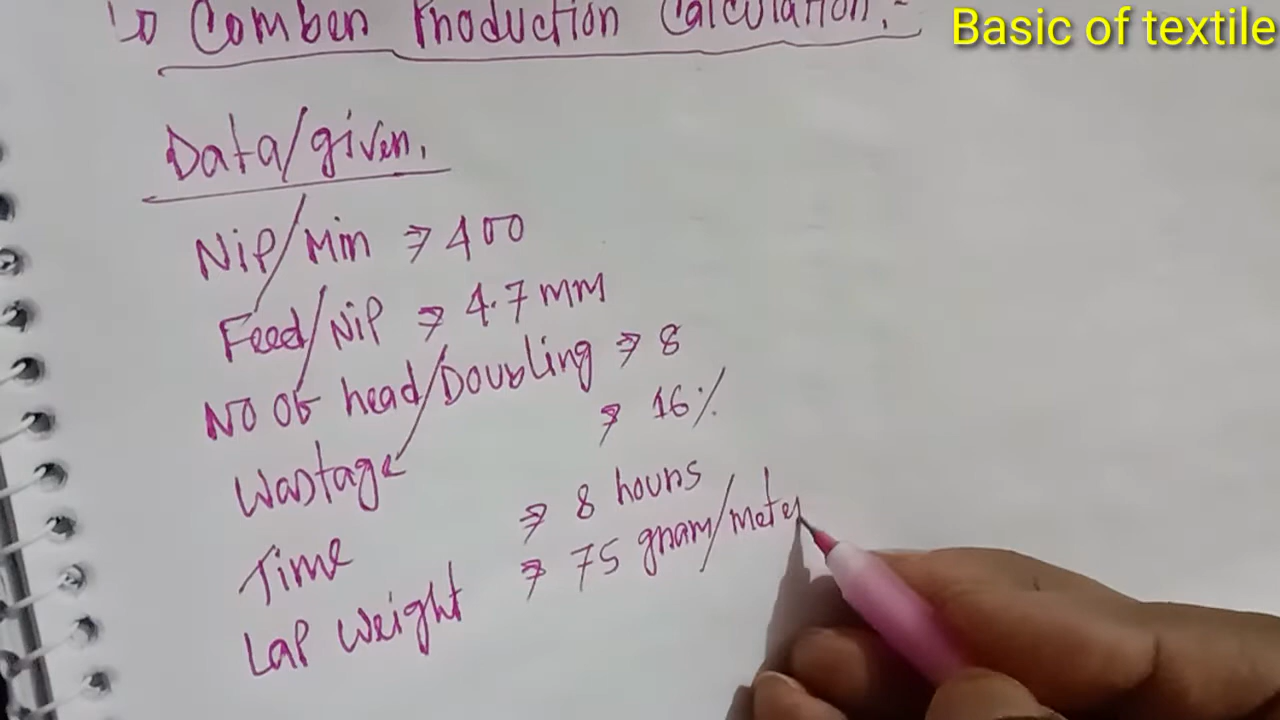 Basic of textile
1) Comber Production Calculation:-
Data/given.
Nip/Min ⇒ 400
Feed/Nip ⇒ 4.7 mm
No of head/Doubling ⇒ 8
Wastage ⇒ 16%
Time ⇒ 8 hours
Lap Weight ⇒ 75 gram/meter